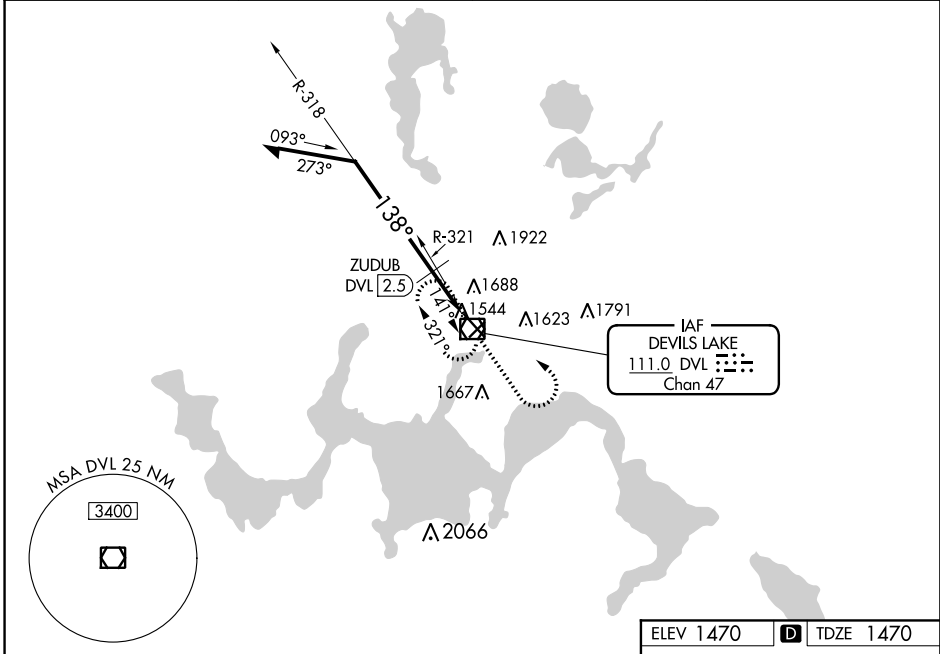 R-318
093°
273°
138°
R-321
1922
ZUDUB
DVL 2.5
1688
141°
1544
321°
1623
1791
IAF
DEVILS LAKE
111.0 DVL
Chan 47
1667
MSA DVL 25 NM
3400
2066
ELEV 1470 D TDZE 1470